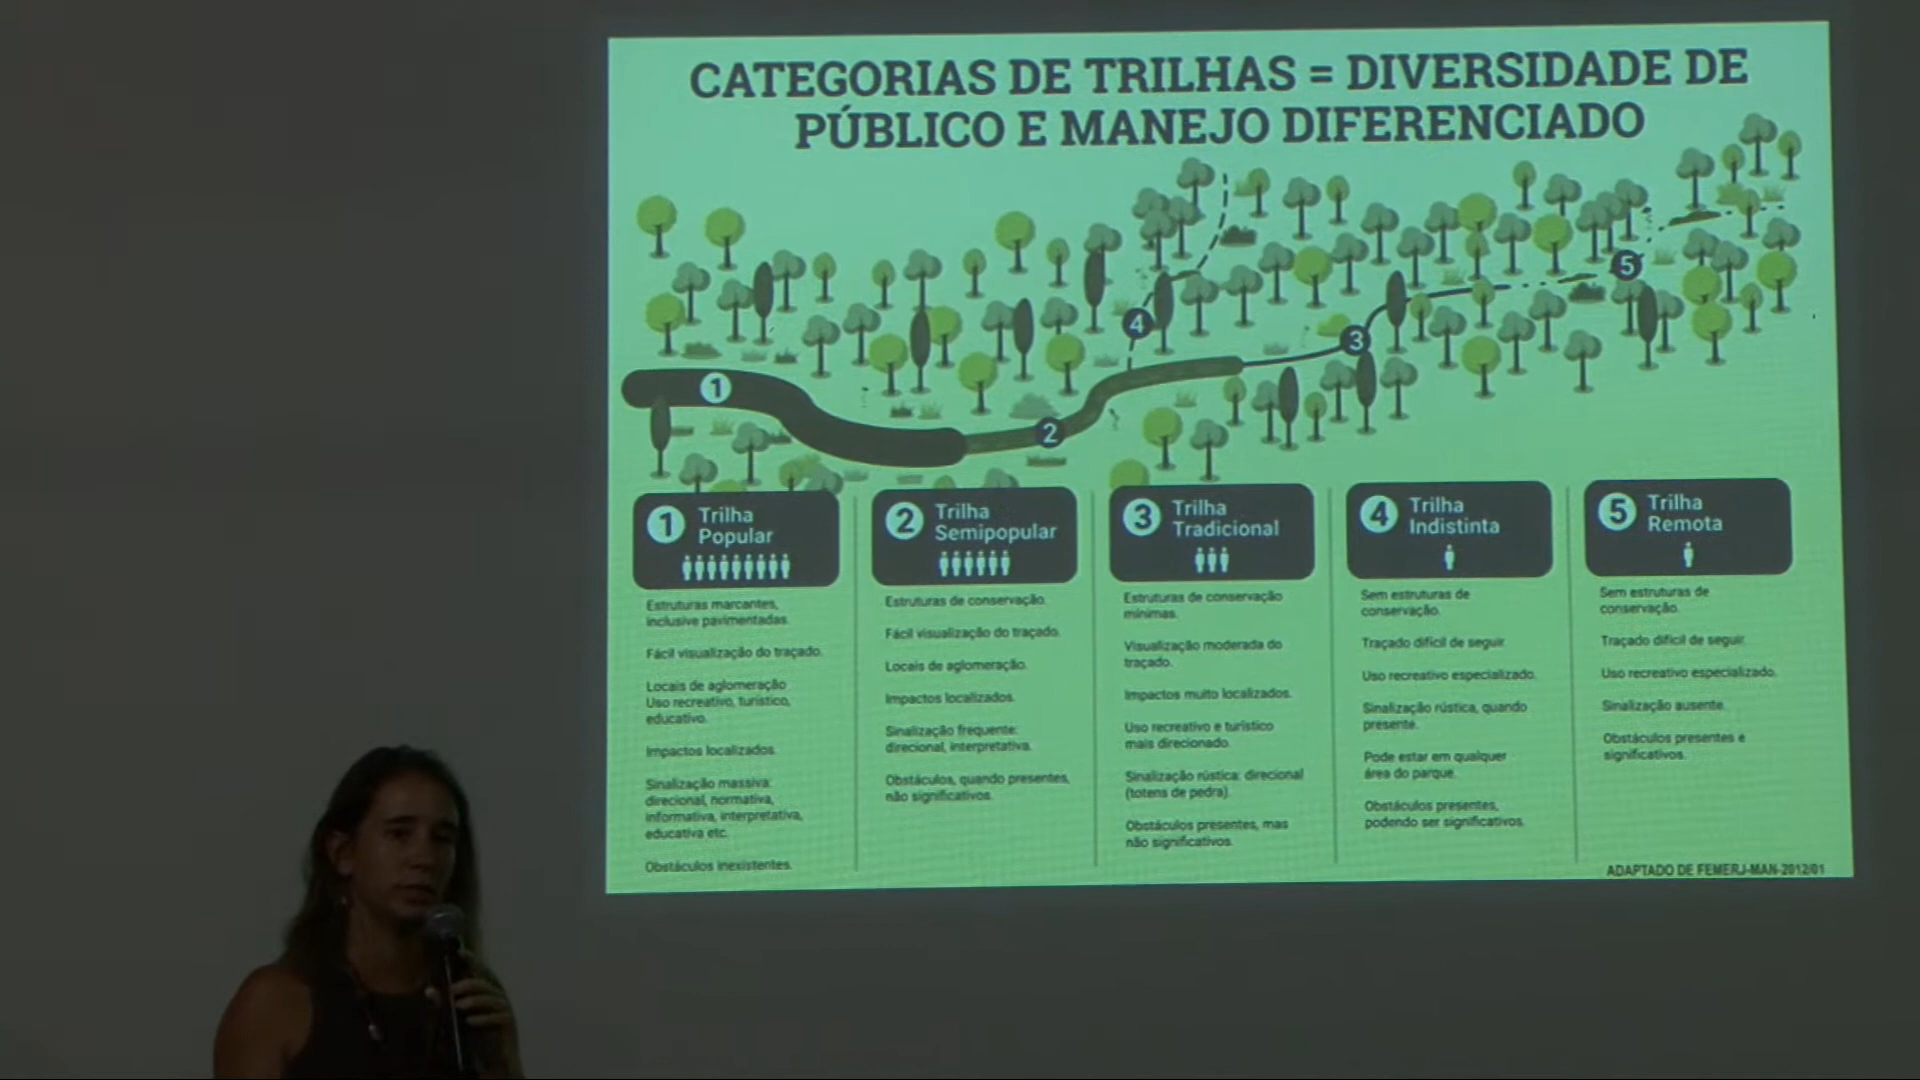 CATEGORIAS DE TRILHAS = DIVERSIDADE DE
PÚBLICO E MANEJO DIFERENCIADO
1
2
3
4
5
1 Trilha
Popular
Estruturas marcantes,
inclusive pavimentadas.
Fácil visualização do traçado.
Locais de aglomeração
Uso recreativo, turístico,
educativo.
Impactos localizados.
Sinalização massiva:
direcional, normativa,
informativa, interpretativa,
educativa etc.
Obstáculos inexistentes.
2 Trilha
Semipopular
Estruturas de conservação.
Fácil visualização do traçado.
Locais de aglomeração.
Impactos localizados.
Sinalização frequente:
direcional, interpretativa.
Obstáculos, quando presentes,
não significativos.
3 Trilha
Tradicional
Estruturas de conservação
mínimas.
Visualização moderada do
traçado.
Impactos muito localizados.
Uso recreativo e turístico
mais direcionado.
Sinalização rústica: direcional
(totens de pedra).
Obstáculos presentes, mas
não significativos.
4 Trilha
Indistinta
Sem estruturas de
conservação.
Traçado difícil de seguir.
Uso recreativo especializado.
Sinalização rústica, quando
presente.
Pode estar em qualquer
área do parque.
Obstáculos presentes,
podendo ser significativos.
5 Trilha
Remota
Sem estruturas de
conservação.
Traçado difícil de seguir.
Uso recreativo especializado.
Sinalização ausente.
Obstáculos presentes e
significativos.
ADAPTADO DE FEMERJ-MAN-2012/01